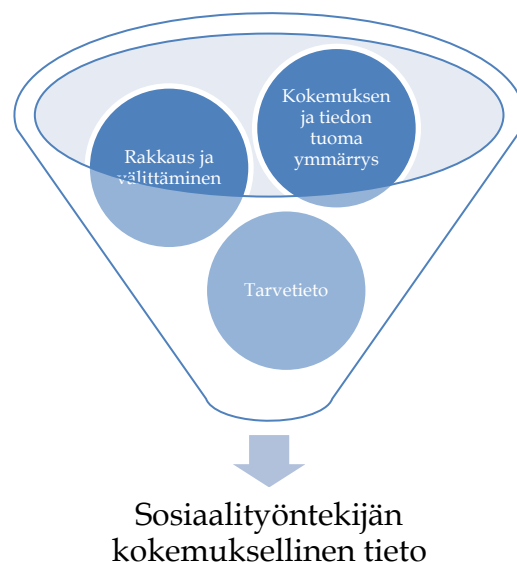 Kokemuksen
ja tiedon
tuoma
ymmärrys
Rakkaus ja
välittäminen
Tarvetieto
Sosiaalityöntekijän
kokemuksellinen tieto